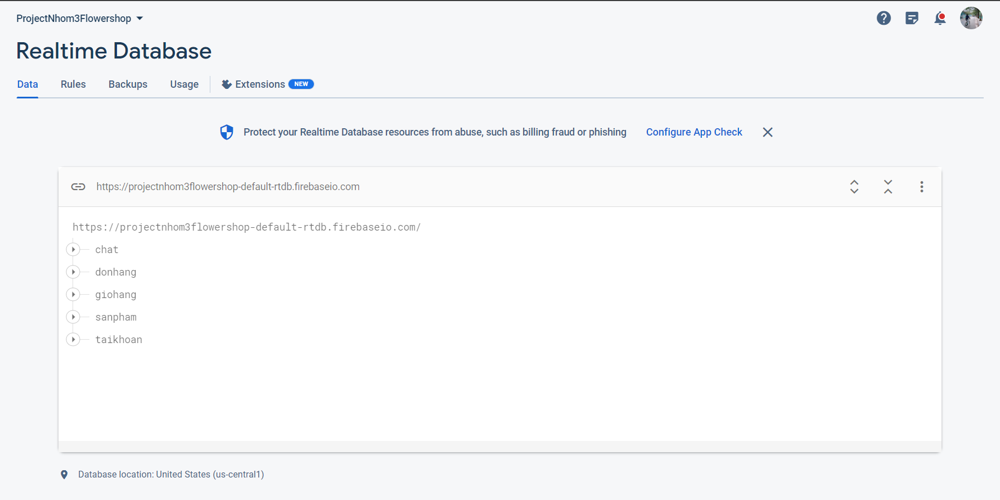 ProjectNhom3Flowershop
Realtime Database
Data Rules Backups Usage Extensions NEW
Protect your Realtime Database resources from abuse, such as billing fraud or phishing Configure App Check
https://projectnhom3flowershop-default-rtdb.firebaseio.com
https://projectnhom3flowershop-default-rtdb.firebaseio.com/
chat
donhang
giohang
sanpham
taikhoan
Database location: United States (us-central1)